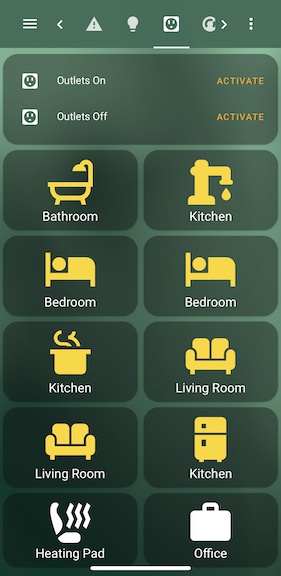 Outlets On ACTIVATE
Outlets Off ACTIVATE
Bathroom Kitchen
Bedroom Bedroom
Kitchen Living Room
Living Room Kitchen
Heating Pad Office